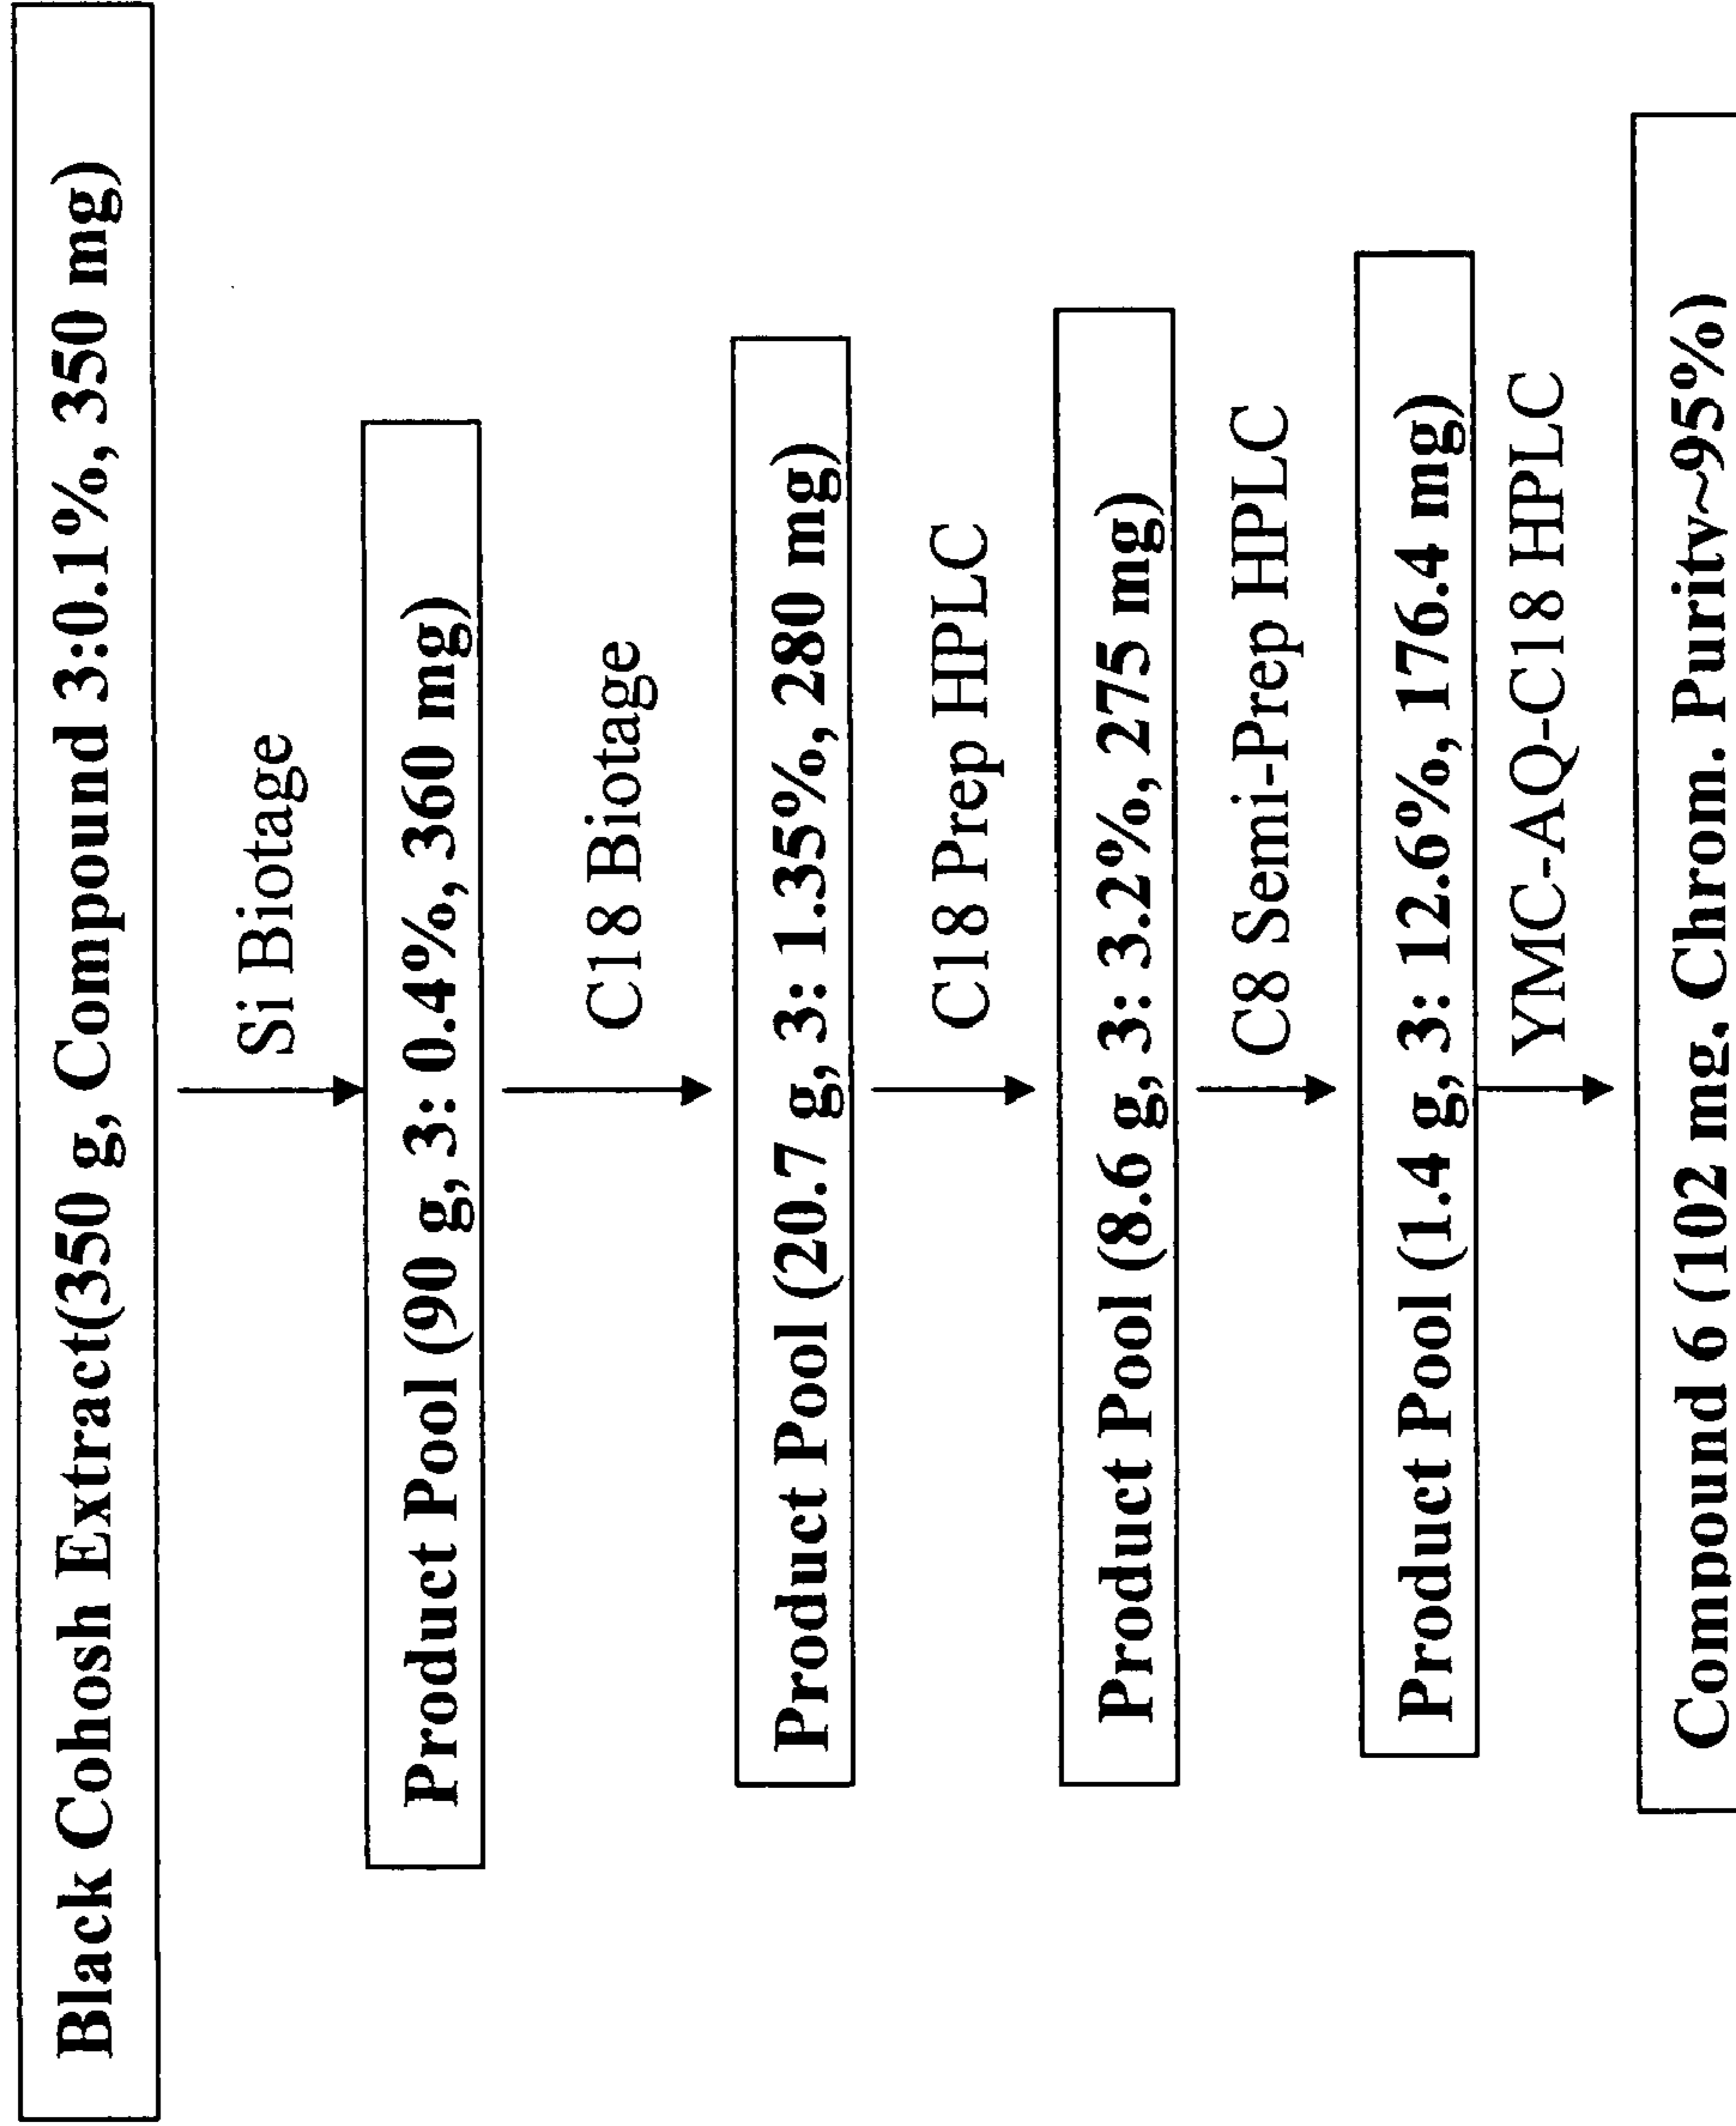 Black Cohosh Extract(350 g, Compound 3:0.1%, 350 mg)
Si Biotage
Product Pool (90 g, 3: 0.4%, 360 mg)
C18 Biotage
Product Pool (20.7 g, 3: 1.35%, 280 mg)
C18 Prep HPLC
Product Pool (8.6 g, 3: 3.2%, 275 mg)
C8 Semi-Prep HPLC
Product Pool (1.4 g, 3: 12.6%, 176.4 mg)
YMC-AQ-C18 HPLC
Compound 6 (102 mg, Chrom. Purity~95%)